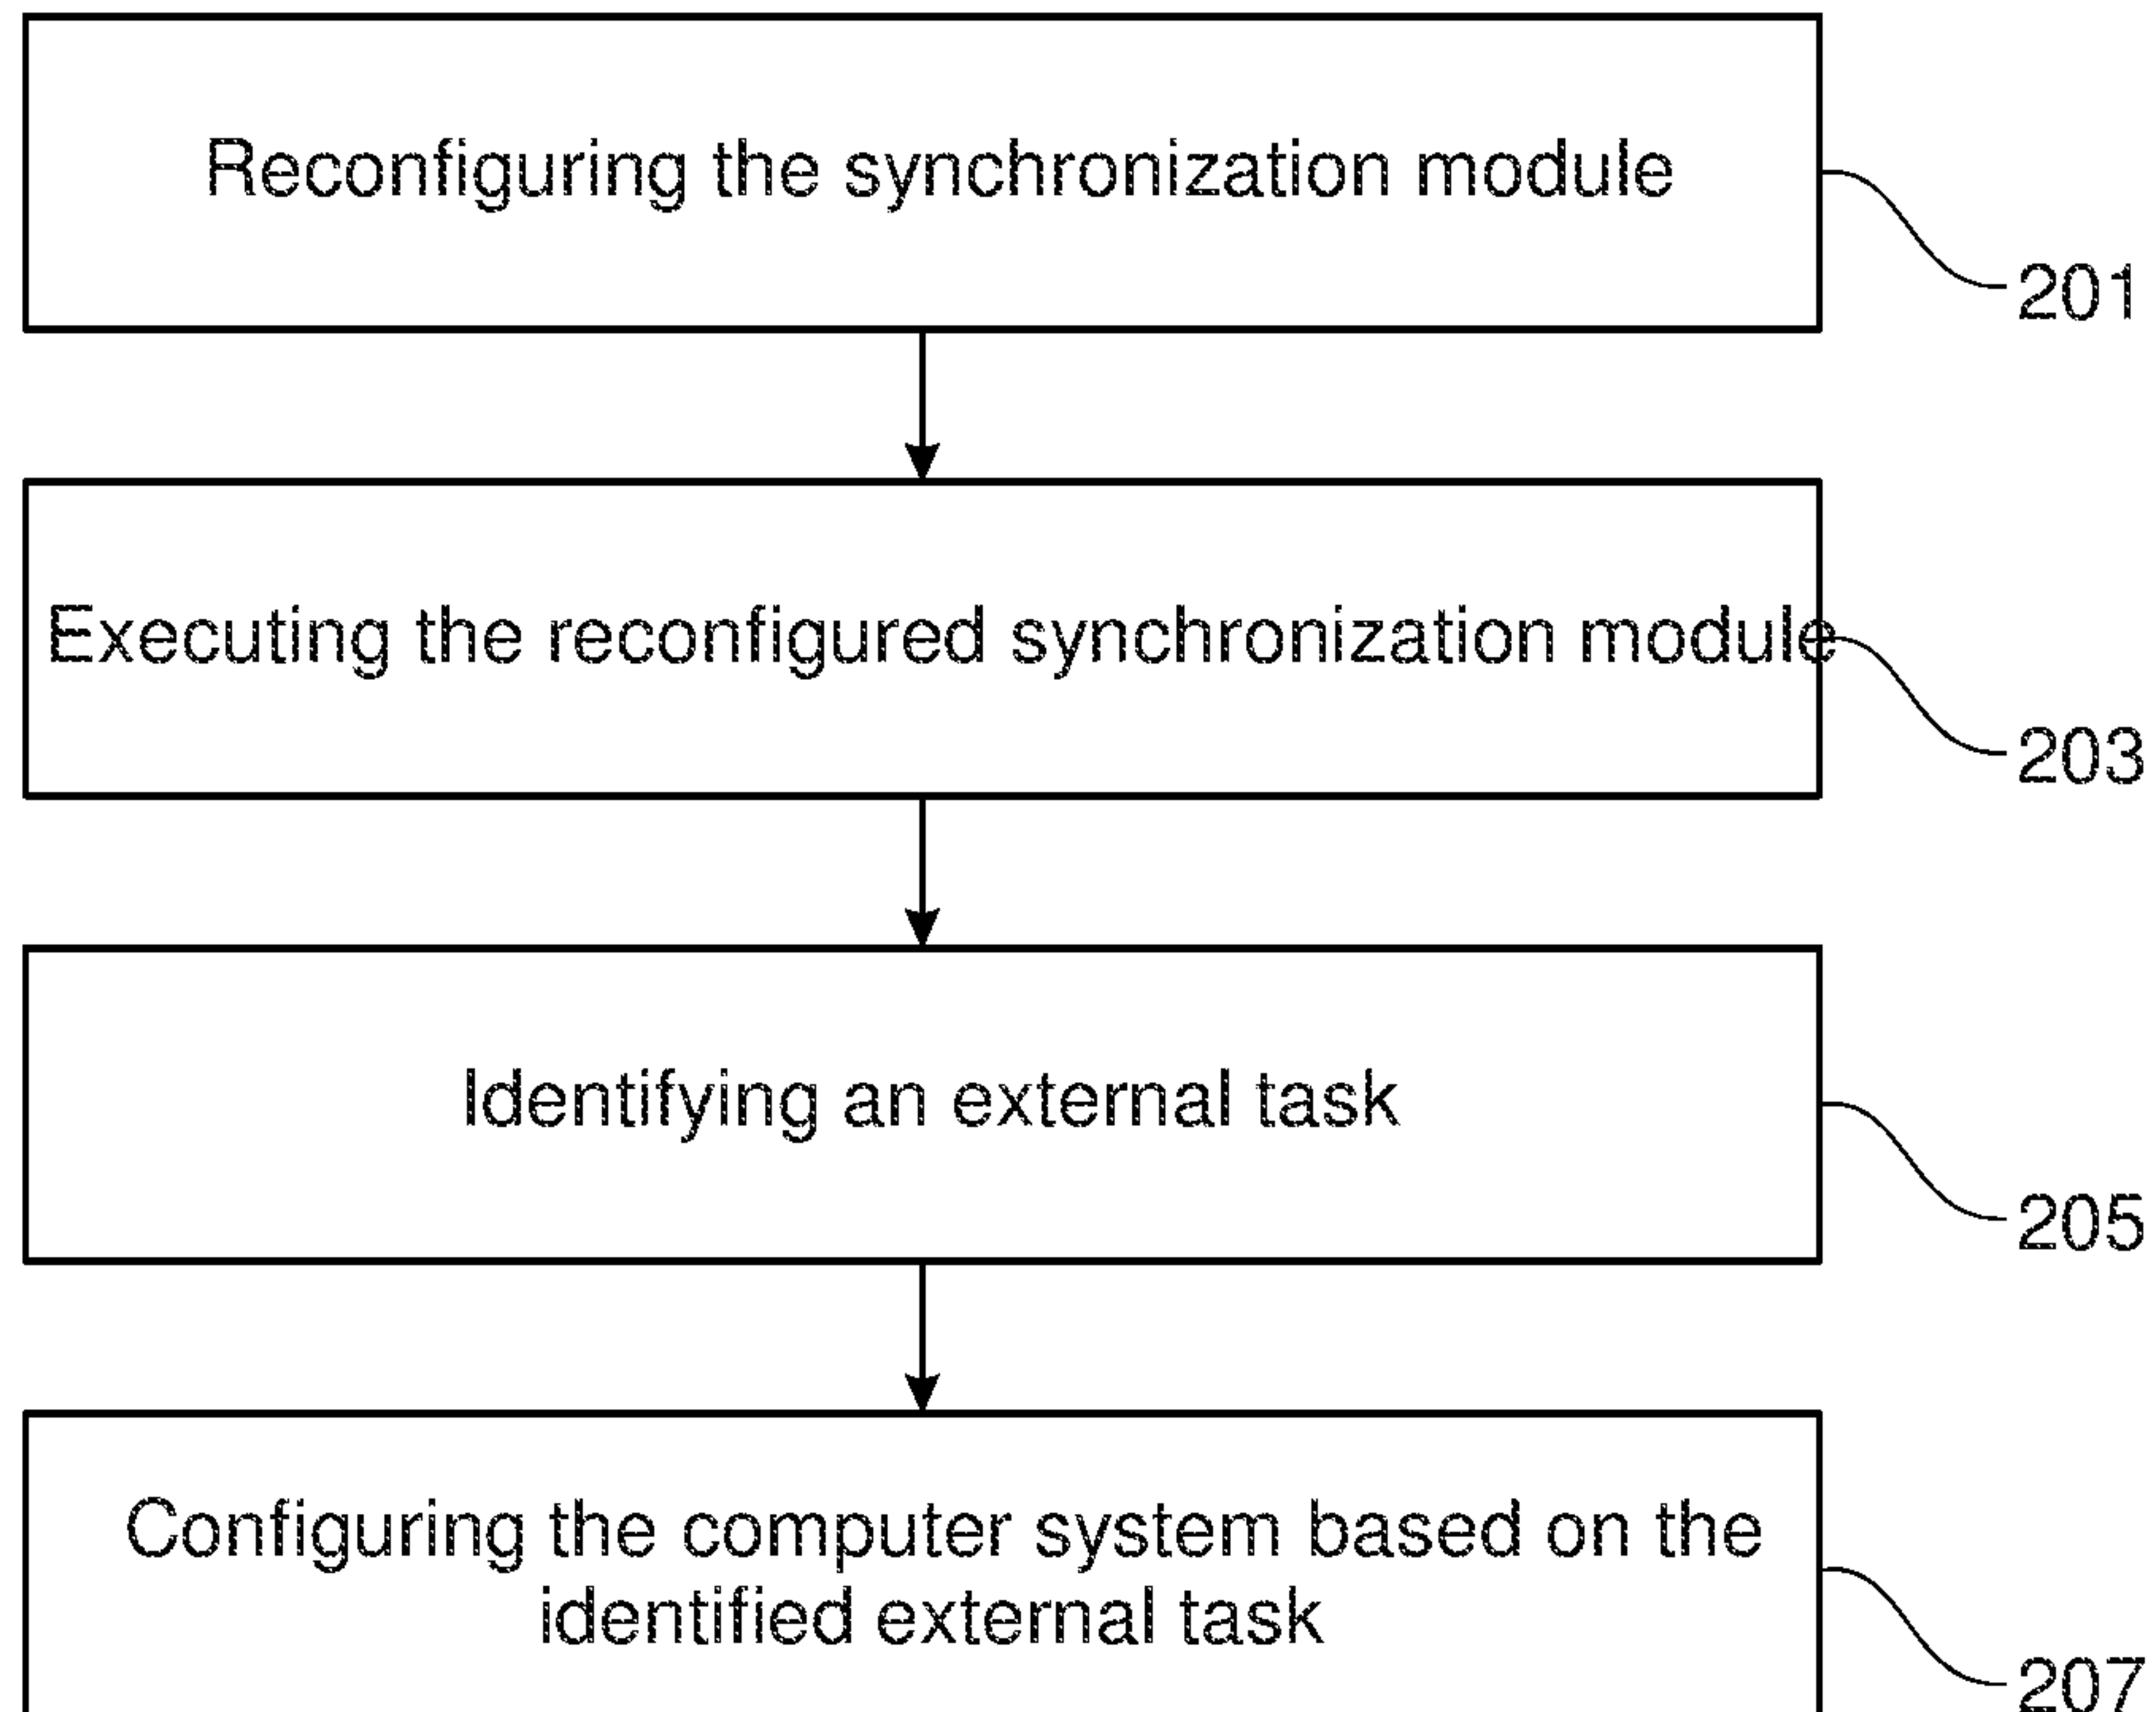 Reconfiguring the synchronization module
201
Executing the reconfigured synchronization module
203
Identifying an external task
205
Configuring the computer system based on the
identified external task
207